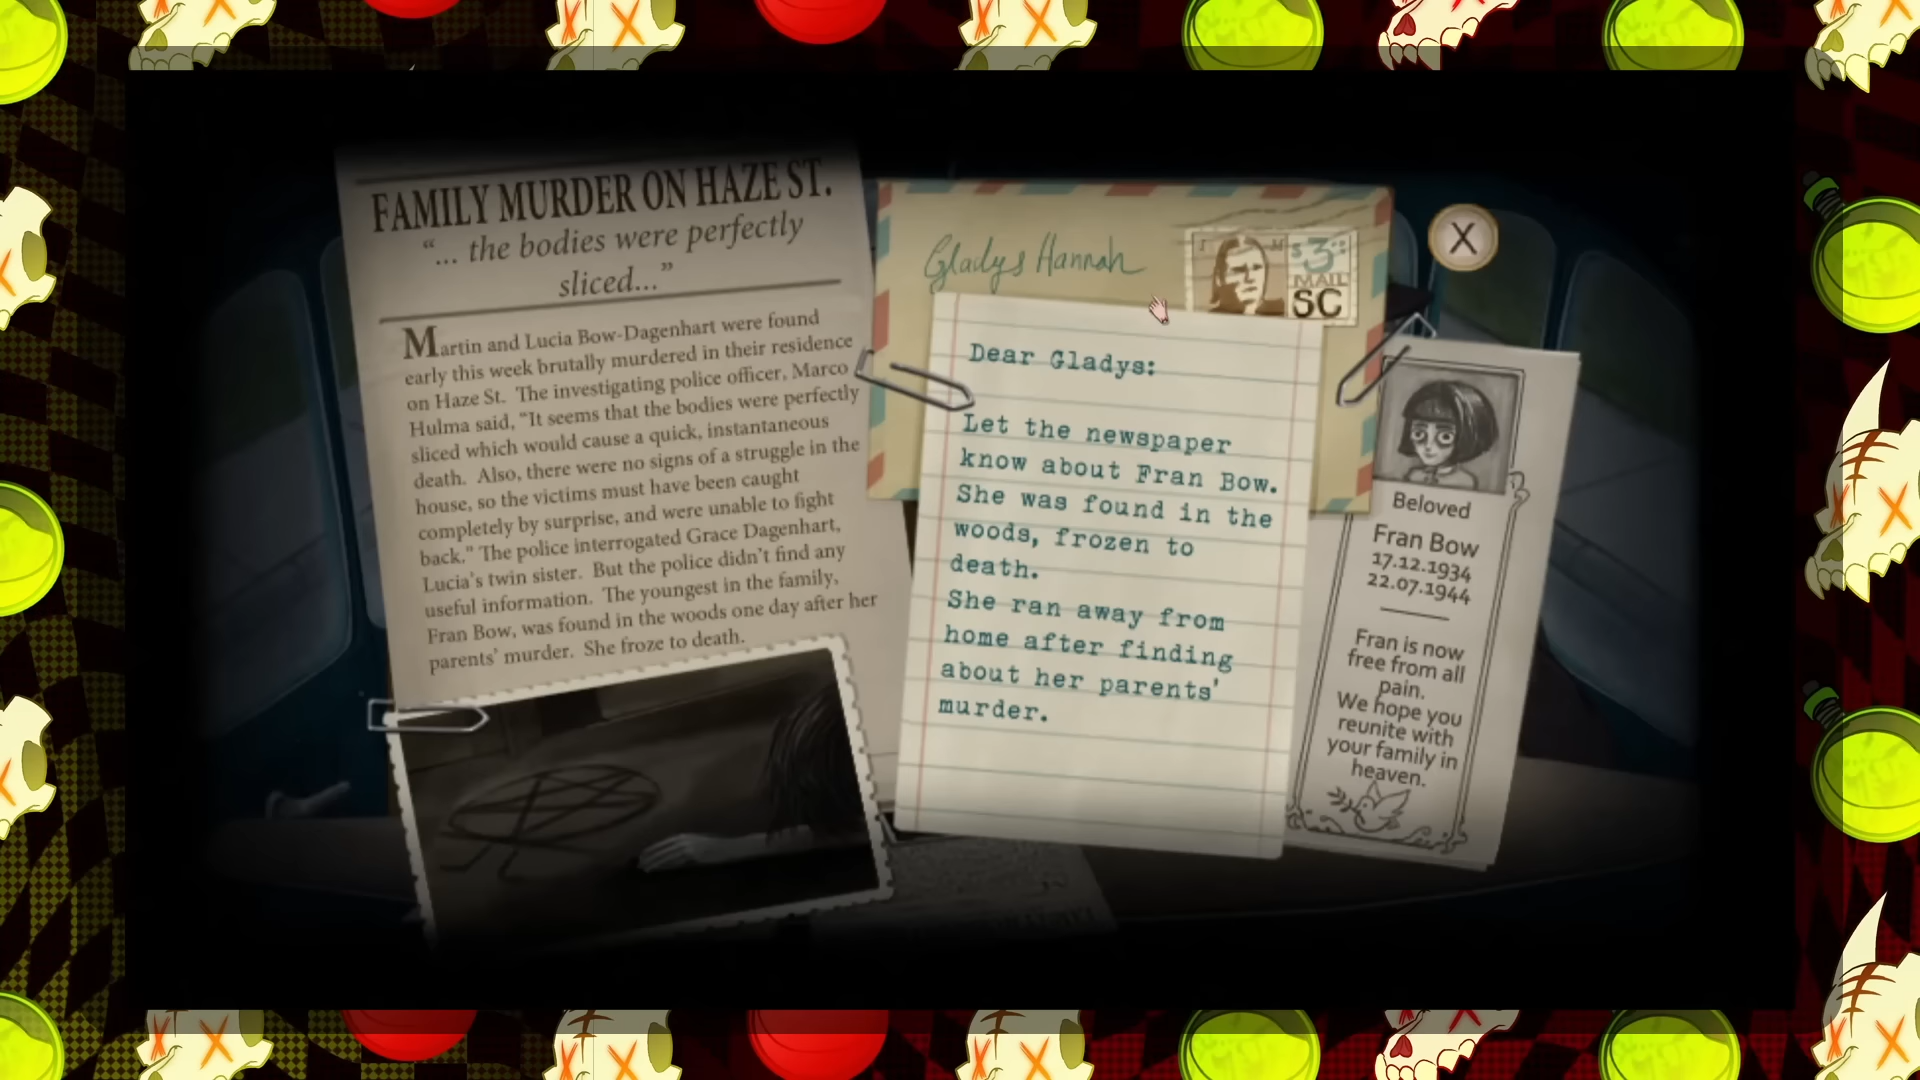 FAMILY MURDER ON HAZE ST.
“... the bodies were perfectly
sliced...”
Martin and Lucia Bow-Dagenhart were found
early this week brutally murdered in their residence
on Haze St. The investigating police officer, Marco
Hulma said, “It seems that the bodies were perfectly
sliced which would cause a quick, instantaneous
death. Also, there were no signs of a struggle in the
house, so the victims must have been caught
completely by surprise, and were unable to fight
back.” The police interrogated Grace Dagenhart,
Lucia’s twin sister. But the police didn’t find any
useful information. The youngest in the family,
Fran Bow, was found in the woods one day after her
parents’ murder. She froze to death.
Gladys Hannah
$3
MAIL
SC
X
Dear Gladys:
Let the newspaper
know about Fran Bow.
She was found in the
woods, frozen to
death.
She ran away from
home after finding
about her parents'
murder.
Beloved
Fran Bow
17.12.1934
22.07.1944
Fran is now
free from all
pain.
We hope you
reunite with
your family in
heaven.